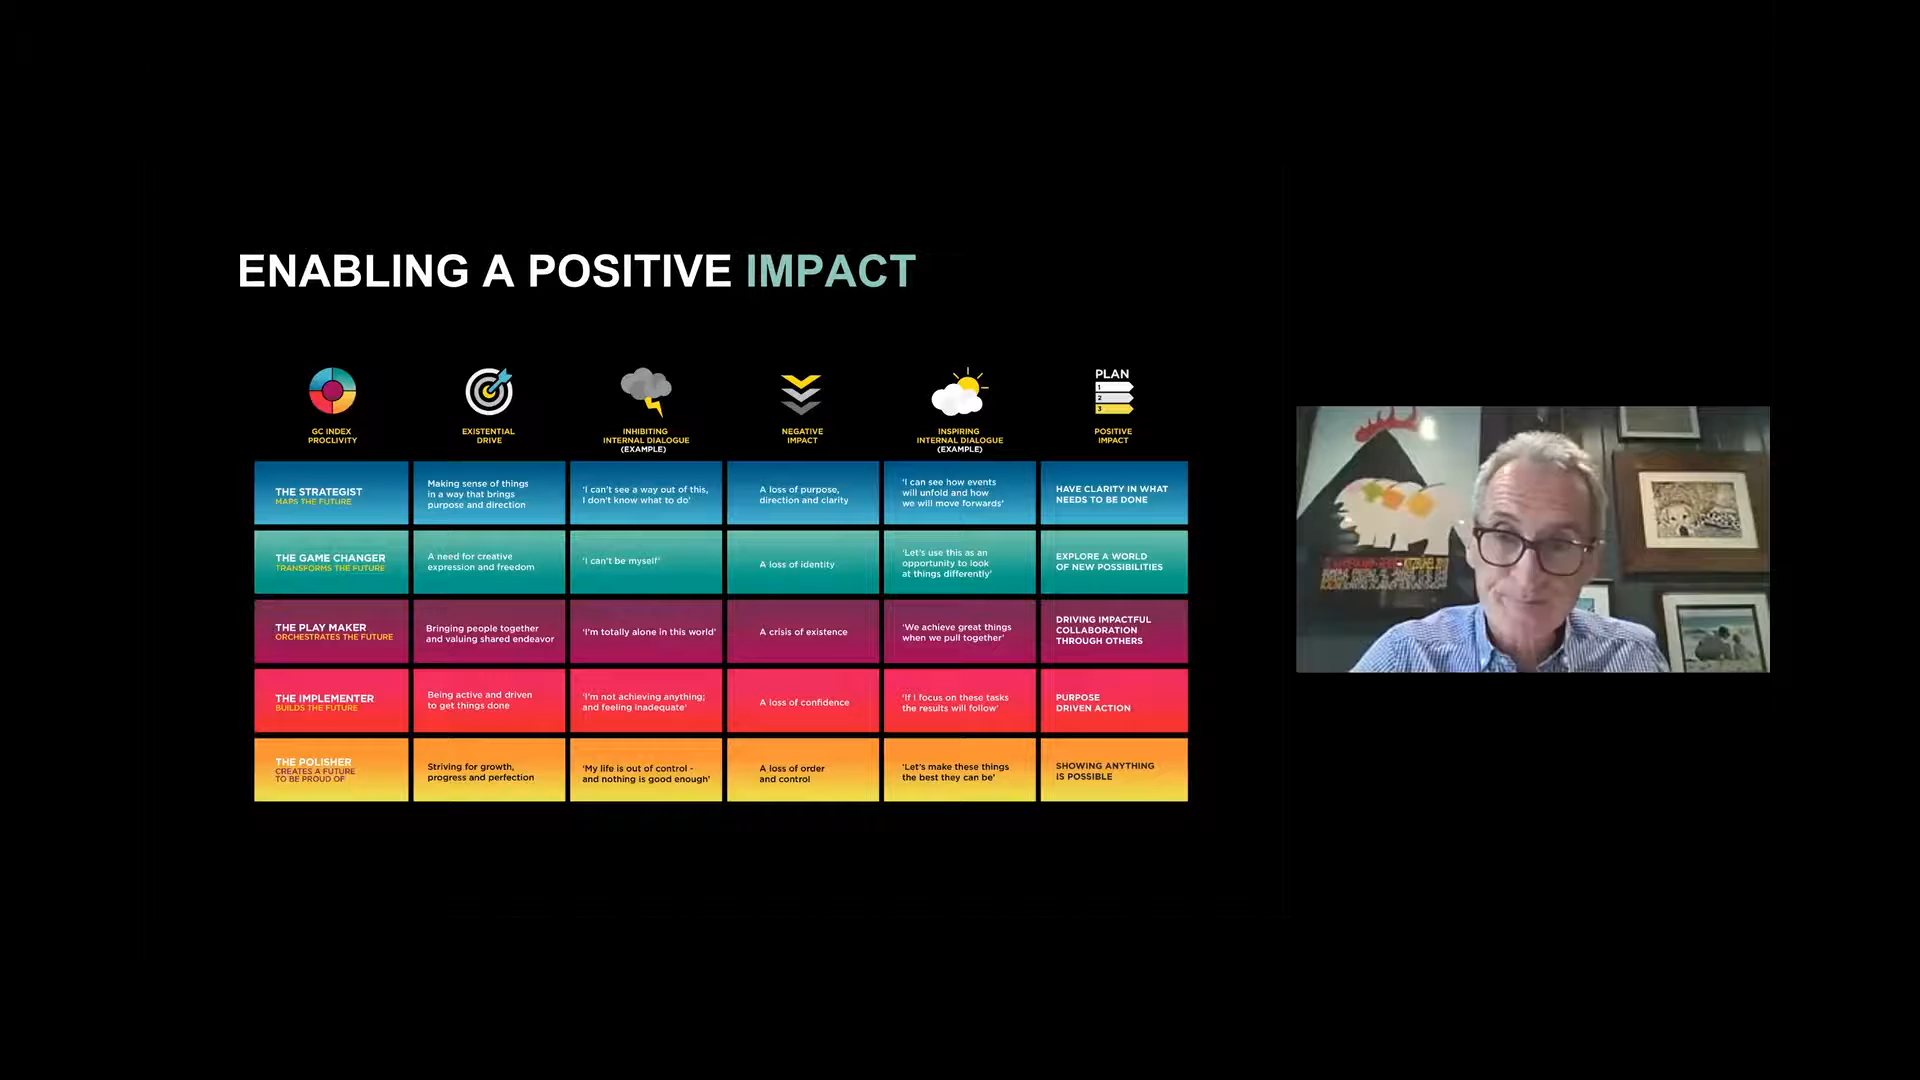 ENABLING A POSITIVE IMPACT
GC INDEX
PROCLIVITY
EXISTENTIAL
DRIVE
INHIBITING
INTERNAL DIALOGUE
(EXAMPLE)
NEGATIVE
IMPACT
INSPIRING
INTERNAL DIALOGUE
(EXAMPLE)
PLAN
1
2
3
POSITIVE
IMPACT
THE STRATEGIST
MAPS THE FUTURE
Making sense of things
in a way that brings
purpose and direction
'I can't see a way out of this,
I don't know what to do'
A loss of purpose,
direction and clarity
'I can see how events
will unfold and how
we will move forwards'
HAVE CLARITY IN WHAT
NEEDS TO BE DONE
THE GAME CHANGER
TRANSFORMS THE FUTURE
A need for creative
expression and freedom
'I can't be myself'
A loss of identity
'Let's use this as an
opportunity to look
at things differently'
EXPLORE A WORLD
OF NEW POSSIBILITIES
THE PLAY MAKER
ORCHESTRATES THE FUTURE
Bringing people together
and valuing shared endeavor
'I'm totally alone in this world'
A crisis of existence
'We achieve great things
when we pull together'
DRIVING IMPACTFUL
COLLABORATION
THROUGH OTHERS
THE IMPLEMENTER
BUILDS THE FUTURE
Being active and driven
to get things done
'I'm not achieving anything;
and feeling inadequate'
A loss of confidence
'If I focus on these tasks
the results will follow'
PURPOSE
DRIVEN ACTION
THE POLISHER
CREATES A FUTURE
TO BE PROUD OF
Striving for growth,
progress and perfection
'My life is out of control -
and nothing is good enough'
A loss of order
and control
'Let's make these things
the best they can be'
SHOWING ANYTHING
IS POSSIBLE